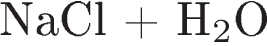 NaCl + H₂O